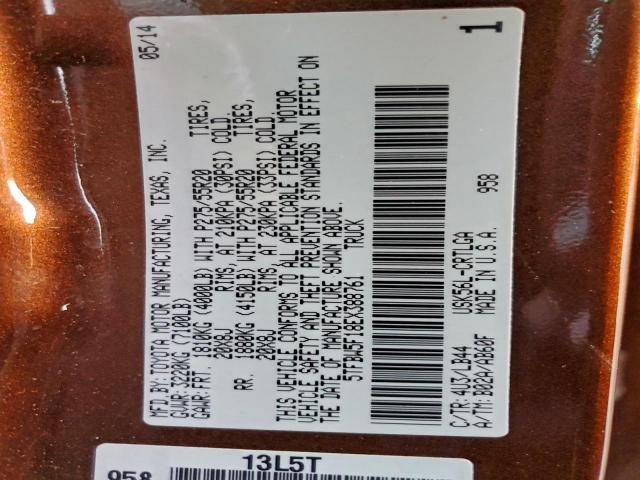 MFD.BY:TOYOTA MOTOR MANUFACTURING, TEXAS, INC. 05/14
GVWR:3220KG (7100LB)
GAWR:FRT. 1810KG (4000LB) WITH P275/55R20 TIRES,
20X8J RIMS, AT 210KPA (30PSI) COLD.
RR. 1880KG (4150LB) WITH P275/55R20 TIRES,
20X8J RIMS, AT 230KPA (33PSI) COLD.
THIS VEHICLE CONFORMS TO ALL APPLICABLE FEDERAL MOTOR
VEHICLE SAFETY AND THEFT PREVENTION STANDARDS IN EFFECT ON
THE DATE OF MANUFACTURE SHOWN ABOVE.
5TFBW5F18EX388761 TRUCK
C/TR:4U3/LB44 USK56L-CRTLGA
A/TM:B02A/AB60F MADE IN U.S.A. 958
1
958 13L5T